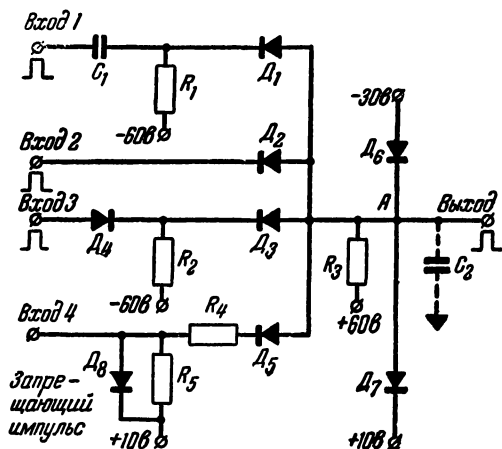 Вход 1
C1
R1
-60в
Д1
Вход 2
Д2
-30в
Д6
Вход 3
Д4
R2
-60в
Д3
А
Выход
R3
+60в
C2
Вход 4
R4
Д5
Д8
R5
Запре-
щающий
импульс
+10в
Д7
+10в